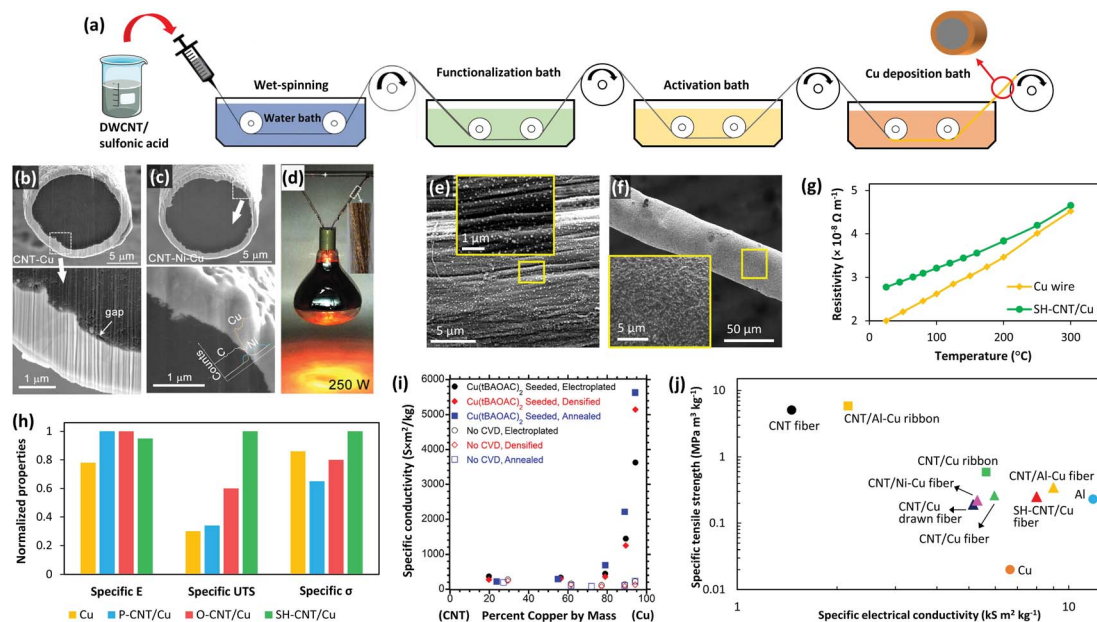 (a)
DWCNT/
sulfonic acid
Wet-spinning
Water bath
Functionalization bath
Activation bath
Cu deposition bath
(b)
CNT-Cu
5 μm
gap
1 μm
(c)
CNT-Ni-Cu
5 μm
Cu
C
Ni
Counts
1 μm
(d)
250 W
(e)
1 μm
5 μm
(f)
5 μm
50 μm
(g)
Resistivity (× 10⁻⁸ Ω m⁻¹)
5
4
3
2
Cu wire
SH-CNT/Cu
0
100
200
300
Temperature (°C)
(h)
Normalized properties
1
0.8
0.6
0.4
0.2
0
Specific E
Specific UTS
Specific σ
Cu
P-CNT/Cu
O-CNT/Cu
SH-CNT/Cu
(i)
Specific conductivity (S×m²/kg)
6000
5000
4000
3000
2000
1000
0
Cu(tBAOAC)₂ Seeded, Electroplated
Cu(tBAOAC)₂ Seeded, Densified
Cu(tBAOAC)₂ Seeded, Annealed
No CVD, Electroplated
No CVD, Densified
No CVD, Annealed
0 20 40 60 80 100
(CNT) Percent Copper by Mass (Cu)
(j)
Specific tensile strength (MPa m³ kg⁻¹)
10
1
0.1
0.01
CNT fiber
CNT/Al-Cu ribbon
CNT/Cu ribbon
CNT/Ni-Cu fiber
CNT/Al-Cu fiber
Al
CNT/Cu
drawn fiber
SH-CNT/Cu
fiber
CNT/Cu fiber
Cu
1
10
Specific electrical conductivity (kS m² kg⁻¹)